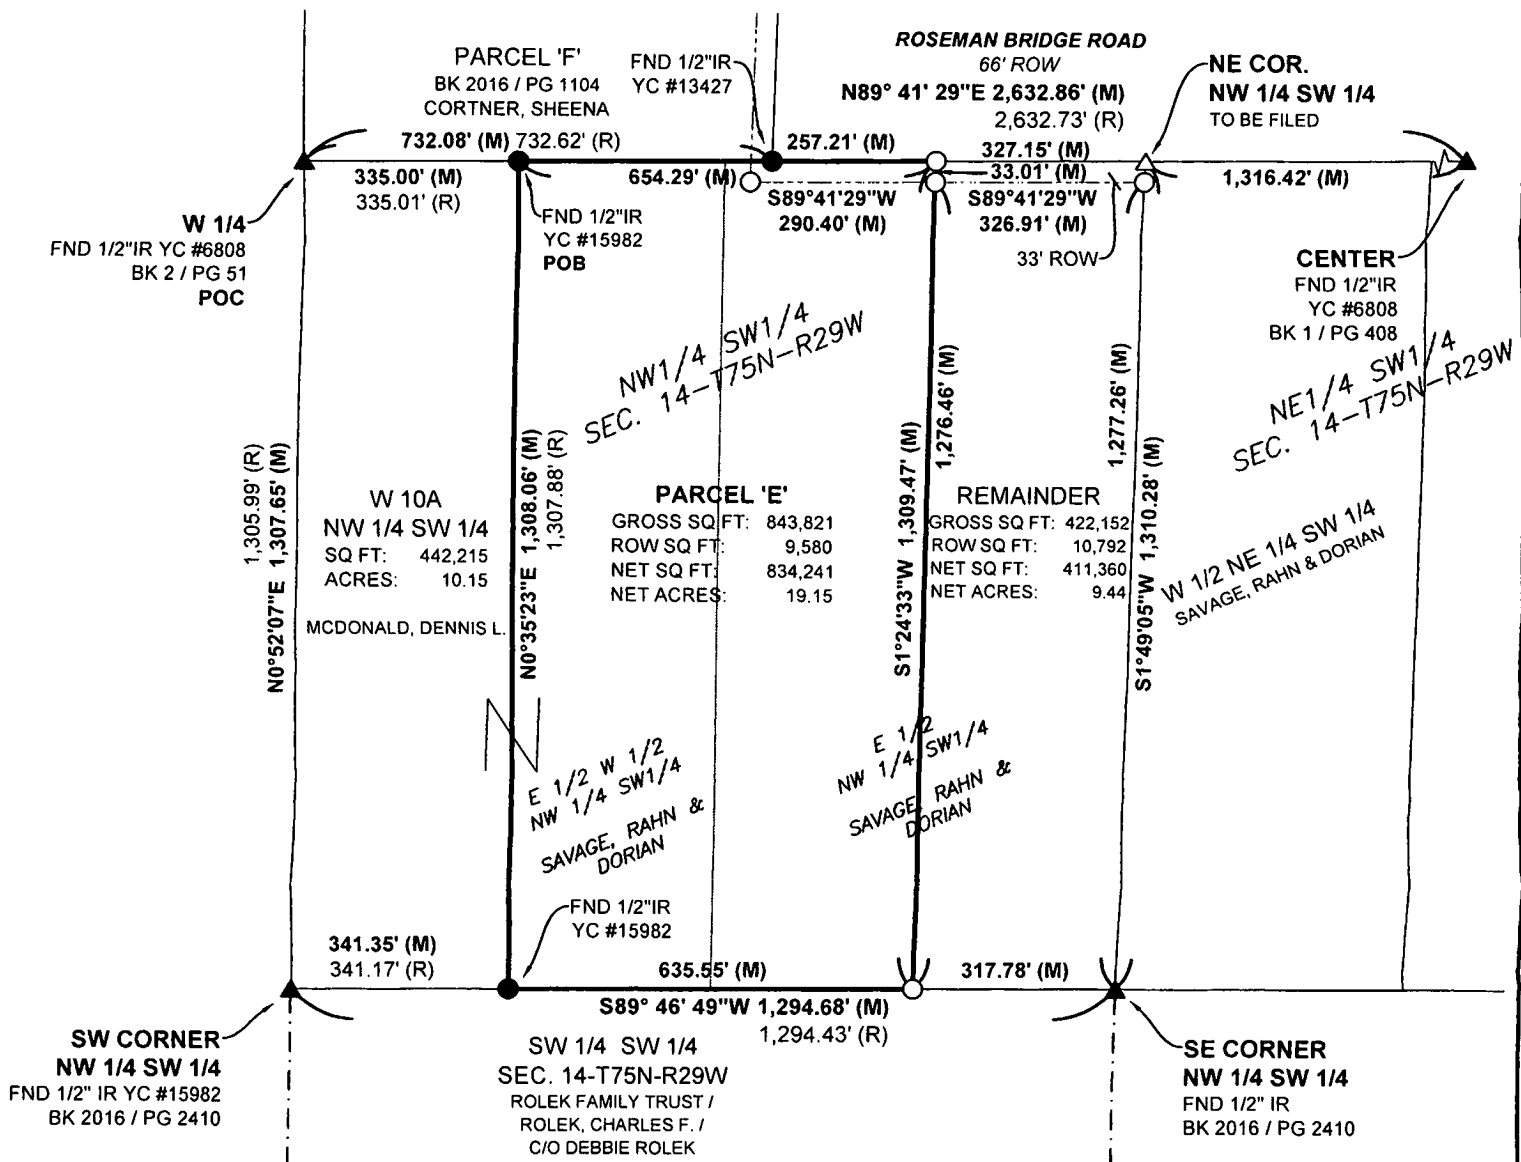 PARCEL 'F'
BK 2016 / PG 1104
CORTNER, SHEENA
732.08' (M) 732.62' (R)
FND 1/2"IR
YC #13427
ROSEMAN BRIDGE ROAD
66' ROW
N89° 41' 29"E 2,632.86' (M)
2,632.73' (R)
NE COR.
NW 1/4 SW 1/4
TO BE FILED
257.21' (M)
327.15' (M)
33.01' (M)
335.00' (M)
335.01' (R)
654.29' (M)
S89°41'29"W
290.40' (M)
S89°41'29"W
326.91' (M)
1,316.42' (M)
33' ROW
W 1/4
FND 1/2"IR YC #6808
BK 2 / PG 51
POC
FND 1/2"IR
YC #15982
POB
CENTER
FND 1/2"IR
YC #6808
BK 1 / PG 408
NW1/4 SW1/4
SEC. 14-T75N-R29W
NE1/4 SW1/4
SEC. 14-T75N-R29W
1,305.99' (R)
N0°52'07"E 1,307.65' (M)
W 10A
NW 1/4 SW 1/4
SQ FT: 442,215
ACRES: 10.15
MCDONALD, DENNIS L.
N0°35'23"E 1,308.06' (M)
1,307.88' (R)
PARCEL 'E'
GROSS SQ FT: 843,821
ROW SQ FT: 9,580
NET SQ FT: 834,241
NET ACRES: 19.15
S1°24'33"W 1,309.47' (M)
1,276.46' (M)
REMAINDER
GROSS SQ FT: 422,152
ROW SQ FT: 10,792
NET SQ FT: 411,360
NET ACRES: 9.44
1,277.26' (M)
S1°49'05"W 1,310.28' (M)
W 1/2 NE 1/4 SW 1/4
SAVAGE, RAHN & DORIAN
E 1/2 W 1/2
NW 1/4 SW1/4
SAVAGE, RAHN &
DORIAN
E 1/2
NW 1/4 SW1/4
SAVAGE, RAHN &
DORIAN
FND 1/2"IR
YC #15982
341.35' (M)
341.17' (R)
635.55' (M)
317.78' (M)
S89° 46' 49"W 1,294.68' (M)
1,294.43' (R)
SW CORNER
NW 1/4 SW 1/4
FND 1/2" IR YC #15982
BK 2016 / PG 2410
SW 1/4 SW 1/4
SEC. 14-T75N-R29W
ROLEK FAMILY TRUST /
ROLEK, CHARLES F. /
C/O DEBBIE ROLEK
SE CORNER
NW 1/4 SW 1/4
FND 1/2" IR
BK 2016 / PG 2410